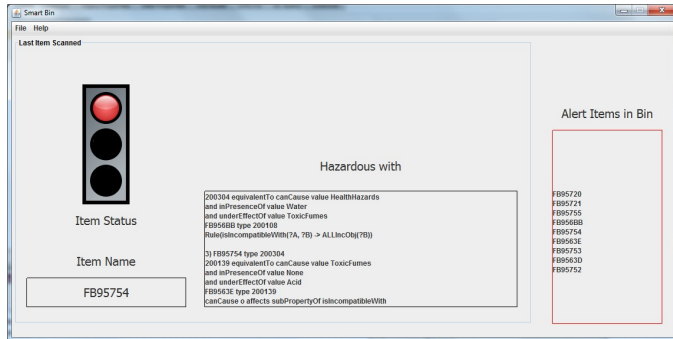 Smart Bin
File Help
Last Item Scanned
Item Status
Item Name
FB95754
Hazardous with
200304 equivalentTo canCause value HealthHazards
and inPresenceOf value Water
and underEffectOf value ToxicFumes
FB956BB type 200108
Rule(isIncompatibleWith(?A, ?B) -> ALLIncObj(?B))
3) FB95754 type 200304
200139 equivalentTo canCause value ToxicFumes
and inPresenceOf value None
and underEffectOf value Acid
FB9563E type 200139
canCause o affects subPropertyOf isIncompatibleWith
Alert Items in Bin
FB95720
FB95721
FB95755
FB956BB
FB95754
FB9563E
FB95753
FB9563D
FB95752